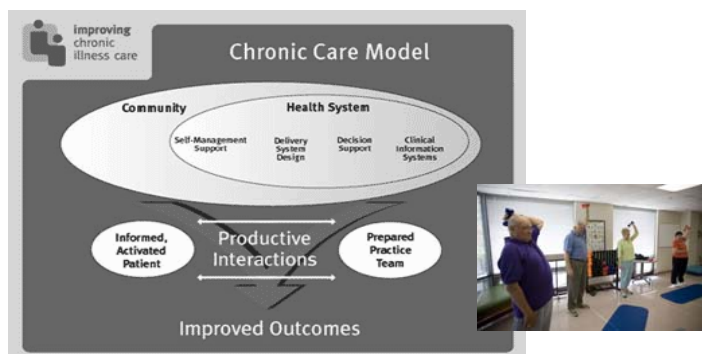 improving
chronic
illness care
Chronic Care Model
Community
Health System
Self-Management
Support
Delivery
System
Design
Decision
Support
Clinical
Information
Systems
Informed,
Activated
Patient
Productive
Interactions
Prepared
Practice
Team
Improved Outcomes